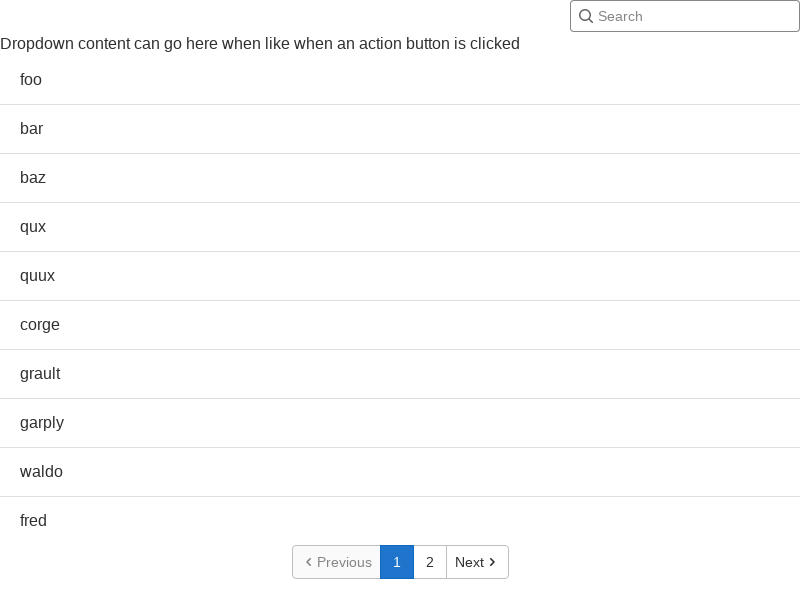 Search
Dropdown content can go here when like when an action button is clicked
foo
bar
baz
qux
quux
corge
grault
garply
waldo
fred
Previous 1 2 Next